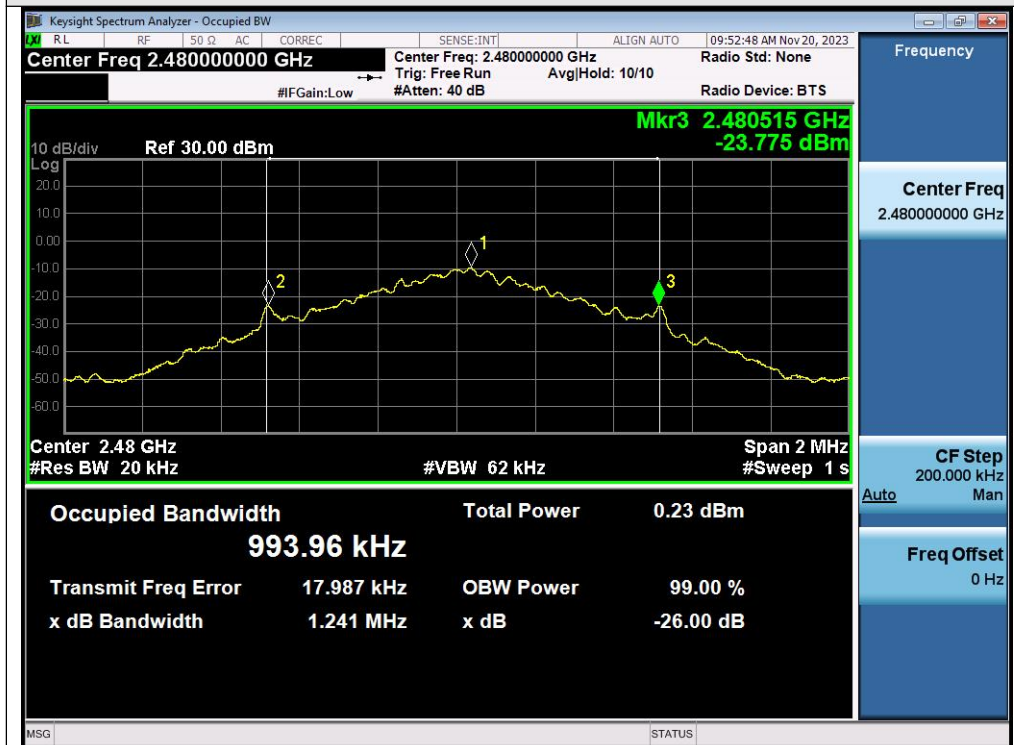 Keysight Spectrum Analyzer - Occupied BW
LXI RL RF 50 Ω AC CORREC SENSE:INT ALIGN AUTO 09:52:48 AM Nov 20, 2023
Center Freq 2.480000000 GHz
Center Freq: 2.480000000 GHz
Radio Std: None
Trig: Free Run Avg|Hold: 10/10
#IFGain:Low
#Atten: 40 dB
Radio Device: BTS
Frequency
Mkr3 2.480515 GHz
-23.775 dBm
10 dB/div Ref 30.00 dBm
Log
20.0
10.0
0.00
-10.0
-20.0
-30.0
-40.0
-50.0
-60.0
1
2
3
Center 2.48 GHz
Span 2 MHz
#Res BW 20 kHz
#VBW 62 kHz
#Sweep 1 s
Center Freq
2.480000000 GHz
CF Step
200.000 kHz
Auto Man
Freq Offset
0 Hz
Occupied Bandwidth
993.96 kHz
Total Power 0.23 dBm
Transmit Freq Error 17.987 kHz OBW Power 99.00 %
x dB Bandwidth 1.241 MHz x dB -26.00 dB
MSG
STATUS